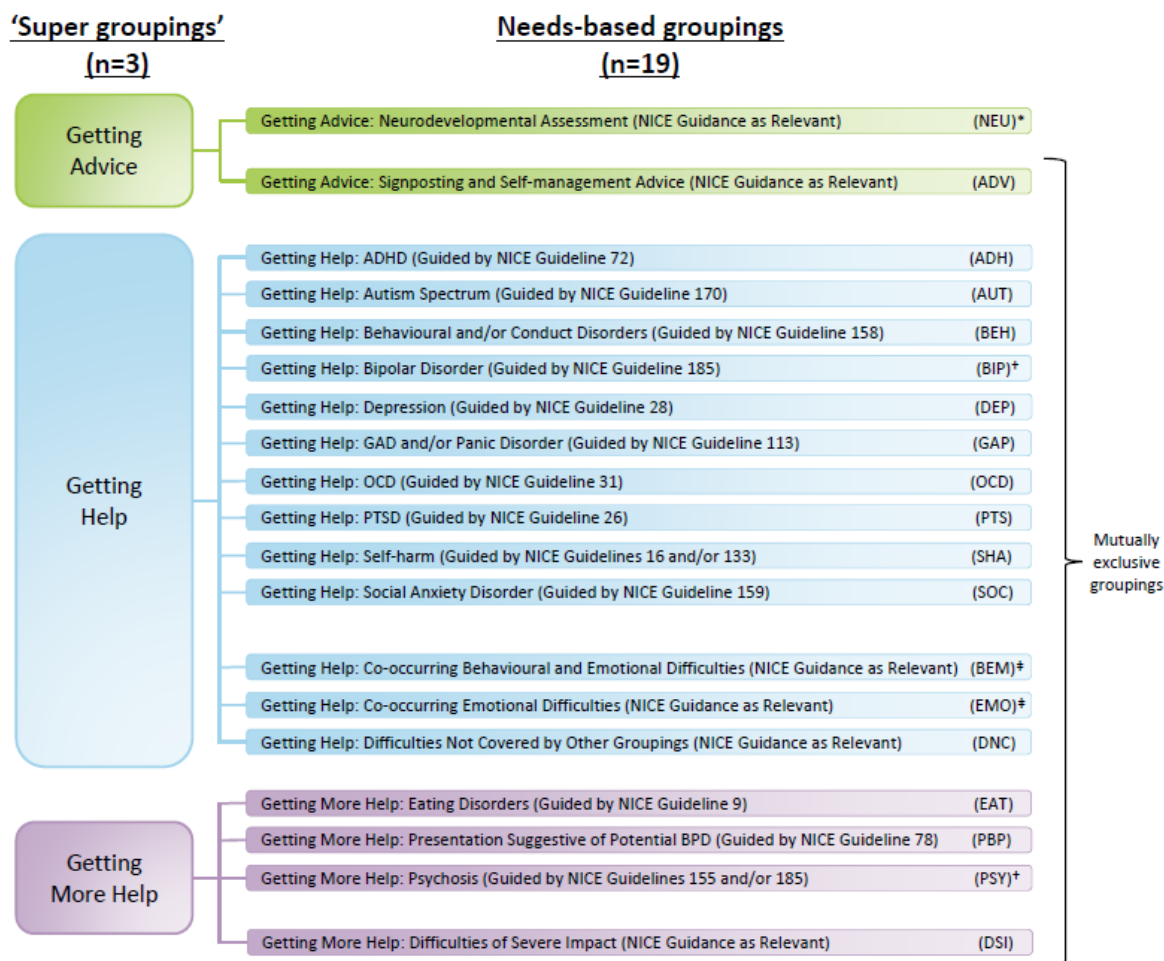 ‘Super groupings’
(n=3)
Needs-based groupings
(n=19)
Getting
Advice
Getting Advice: Neurodevelopmental Assessment (NICE Guidance as Relevant) (NEU)*
Getting Advice: Signposting and Self-management Advice (NICE Guidance as Relevant) (ADV)
Getting
Help
Getting Help: ADHD (Guided by NICE Guideline 72) (ADH)
Getting Help: Autism Spectrum (Guided by NICE Guideline 170) (AUT)
Getting Help: Behavioural and/or Conduct Disorders (Guided by NICE Guideline 158) (BEH)
Getting Help: Bipolar Disorder (Guided by NICE Guideline 185) (BIP)⁺
Getting Help: Depression (Guided by NICE Guideline 28) (DEP)
Getting Help: GAD and/or Panic Disorder (Guided by NICE Guideline 113) (GAP)
Getting Help: OCD (Guided by NICE Guideline 31) (OCD)
Getting Help: PTSD (Guided by NICE Guideline 26) (PTS)
Getting Help: Self-harm (Guided by NICE Guidelines 16 and/or 133) (SHA)
Getting Help: Social Anxiety Disorder (Guided by NICE Guideline 159) (SOC)
Getting Help: Co-occurring Behavioural and Emotional Difficulties (NICE Guidance as Relevant) (BEM)‡
Getting Help: Co-occurring Emotional Difficulties (NICE Guidance as Relevant) (EMO)‡
Getting Help: Difficulties Not Covered by Other Groupings (NICE Guidance as Relevant) (DNC)
Getting
More Help
Getting More Help: Eating Disorders (Guided by NICE Guideline 9) (EAT)
Getting More Help: Presentation Suggestive of Potential BPD (Guided by NICE Guideline 78) (PBP)
Getting More Help: Psychosis (Guided by NICE Guidelines 155 and/or 185) (PSY)⁺
Getting More Help: Difficulties of Severe Impact (NICE Guidance as Relevant) (DSI)
Mutually
exclusive
groupings